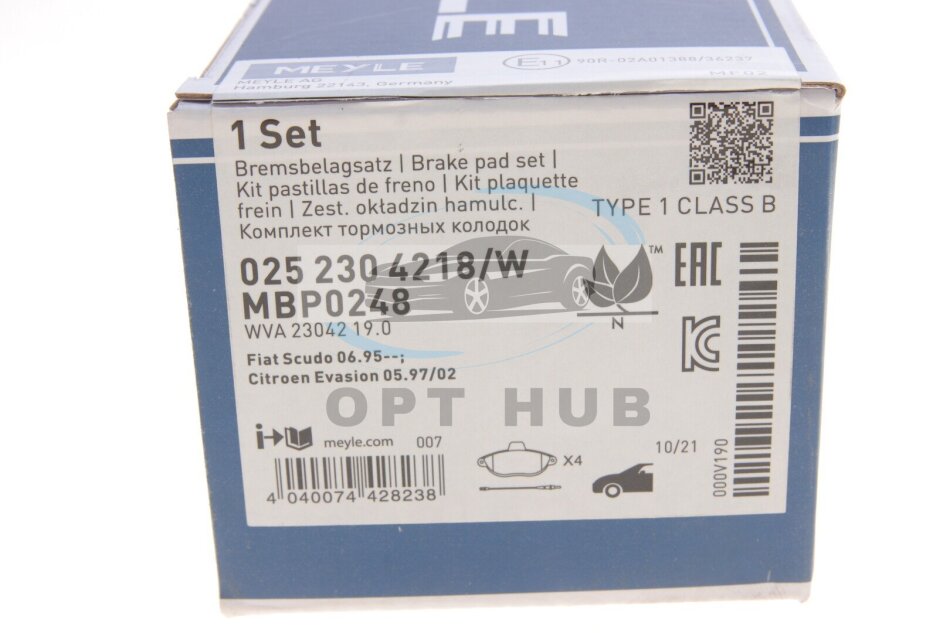 MEYLE
MEYLE AG
Hamburg 22143, Germany
E11 90R-02A01388/36237
MF02
1 Set
Bremsbelagsatz | Brake pad set |
Kit pastillas de freno | Kit plaquette
frein | Zest. okładzin hamulc. |
Комплект тормозных колодок
TYPE 1 CLASS B
025 230 4218/W
MBP0248
WVA 23042 19.0
Fiat Scudo 06.95--;
Citroen Evasion 05.97/02
TM
N
EAC
KC
OPT HUB
i
meyle.com 007
4 040074 428238
X4
10/21
000V190